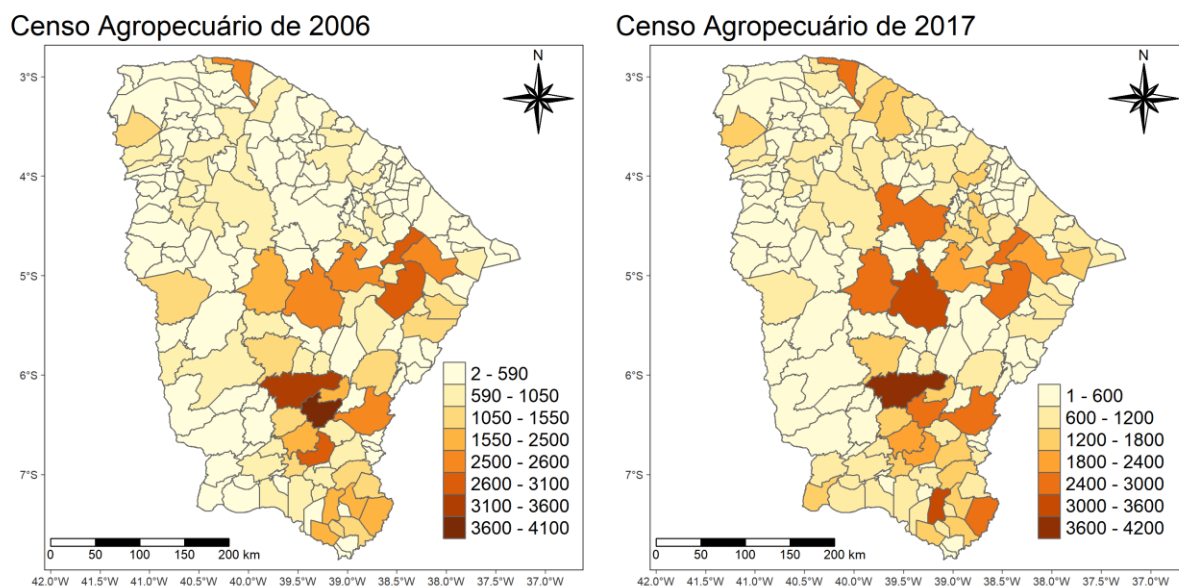 Censo Agropecuário de 2006
N
3°S
4°S
5°S
6°S
7°S
2 - 590
590 - 1050
1050 - 1550
1550 - 2500
2500 - 2600
2600 - 3100
3100 - 3600
3600 - 4100
0 50 100 150 200 km
42.0°W 41.5°W 41.0°W 40.5°W 40.0°W 39.5°W 39.0°W 38.5°W 38.0°W 37.5°W 37.0°W
Censo Agropecuário de 2017
N
3°S
4°S
5°S
6°S
7°S
1 - 600
600 - 1200
1200 - 1800
1800 - 2400
2400 - 3000
3000 - 3600
3600 - 4200
0 50 100 150 200 km
42.0°W 41.5°W 41.0°W 40.5°W 40.0°W 39.5°W 39.0°W 38.5°W 38.0°W 37.5°W 37.0°W